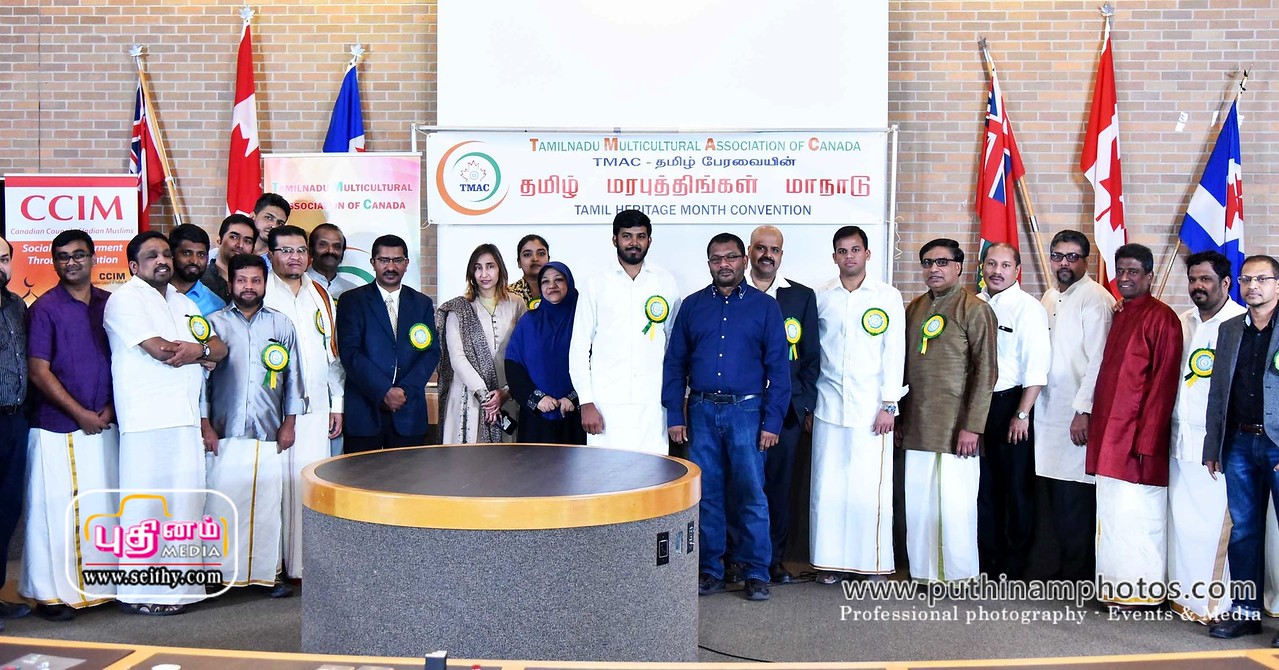 TAMILNADU MULTICULTURAL ASSOCIATION OF CANADA
TMAC - தமிழ் பேரவையின்
தமிழ் மரபுத்திங்கள் மாநாடு
TAMIL HERITAGE MONTH CONVENTION
TMAC
TAMILNADU MULTICULTURAL
ASSOCIATION OF CANADA
CCIM
Canadian Council Indian Muslims
Social
Through
CCIM
புதினம்
MEDIA
www.seithy.com
www.puthinamphotos.com
Professional photography - Events & Media